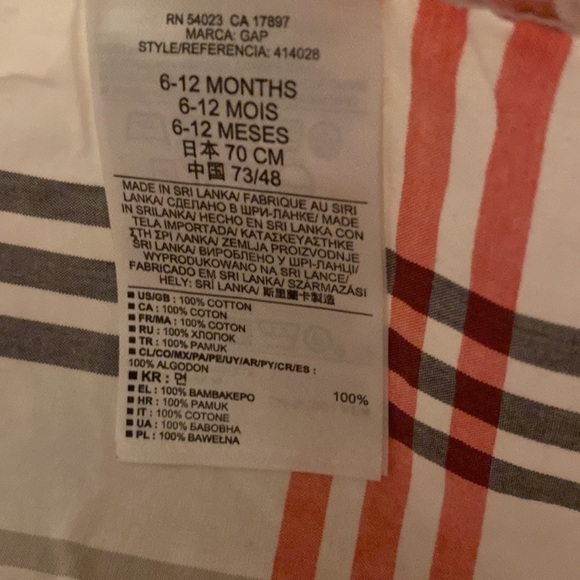 RN 54023 CA 17897
MARCA: GAP
STYLE/REFERENCIA: 414028
6-12 MONTHS
6-12 MOIS
6-12 MESES
日本 70 CM
中国 73/48
MADE IN SRI LANKA/ FABRIQUE AU SIRI
LANKA/ СДЕЛАНО В ШРИ-ЛАНКЕ/ MADE
IN SRILANKA/ HECHO EN SRI LANKA CON
TELA IMPORTADA/ ΚΑΤΑΣΚΕΥΑΣΤΗΚΕ
ΣΤΗ ΣΡΙ ΛΑΝΚΑ/ ZEMLJA PROIZVODNJE
SRI LANKA/ ВИРОБЛЕНО У ШРІ-ЛАНЦІ/
WYPRODUKOWANO NA SRI LANCE/
FABRICADO EM SRI LANKA/ SZÁRMAZÁSI
HELY: SRÍ LANKA/ 斯里蘭卡製造
■ US/GB : 100% COTTON
■ CA : 100% COTON
■ FR/MA : 100% COTON
■ RU : 100% ХЛОПОК
■ TR : 100% PAMUK
■ CL/CO/MX/PA/PE/UY/AR/PY/CR/ES :
100% ALGODON
■ KR : 면 100%
■ EL : 100% ΒΑΜΒΑΚΕΡΟ
■ HR : 100% PAMUK
■ IT : 100% COTONE
■ UA : 100% БАВОВНА
■ PL : 100% BAWEŁNA